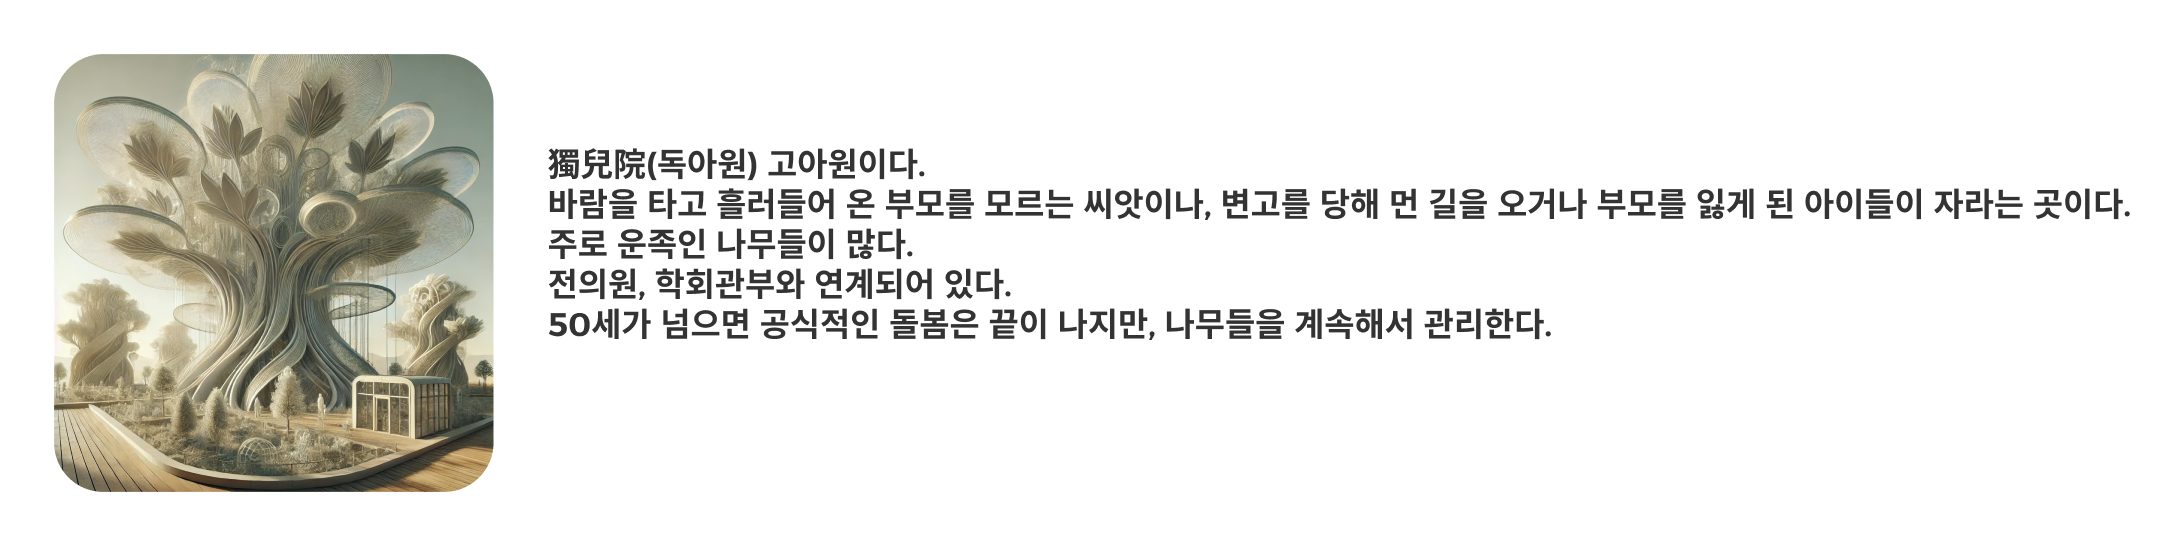 獨兒院(독아원) 고아원이다.
바람을 타고 흘러들어 온 부모를 모르는 씨앗이나, 변고를 당해 먼 길을 오거나 부모를 잃게 된 아이들이 자라는 곳이다.
주로 운족인 나무들이 많다.
전의원, 학회관부와 연계되어 있다.
50세가 넘으면 공식적인 돌봄은 끝이 나지만, 나무들을 계속해서 관리한다.